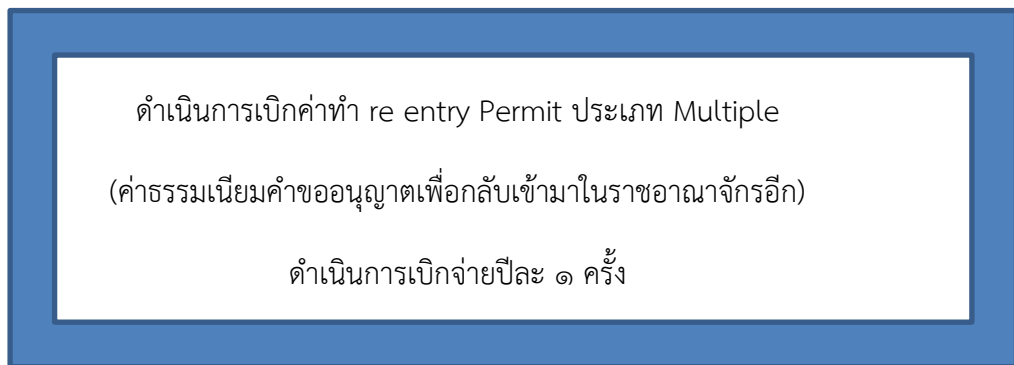 ดำเนินการเบิกค่าทำ re entry Permit ประเภท Multiple
(ค่าธรรมเนียมคำขออนุญาตเพื่อกลับเข้ามาในราชอาณาจักรอีก)
ดำเนินการเบิกจ่ายปีละ ๑ ครั้ง